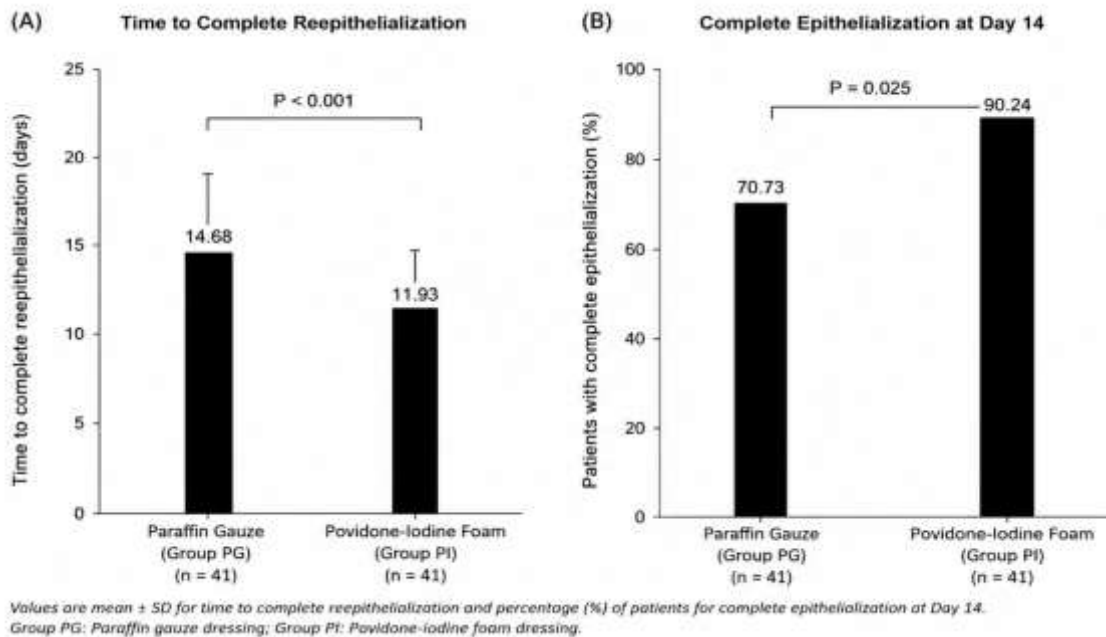 (A) Time to Complete Reepithelialization
Time to complete reepithelialization (days)
25
20
15
10
5
0
P < 0.001
14.68
11.93
Paraffin Gauze
(Group PG)
(n = 41)
Povidone-Iodine Foam
(Group PI)
(n = 41)
(B) Complete Epithelialization at Day 14
Patients with complete epithelialization (%)
100
80
60
40
20
0
P = 0.025
70.73
90.24
Paraffin Gauze
(Group PG)
(n = 41)
Povidone-Iodine Foam
(Group PI)
(n = 41)
Values are mean ± SD for time to complete reepithelialization and percentage (%) of patients for complete epithelialization at Day 14.
Group PG: Paraffin gauze dressing; Group PI: Povidone-iodine foam dressing.